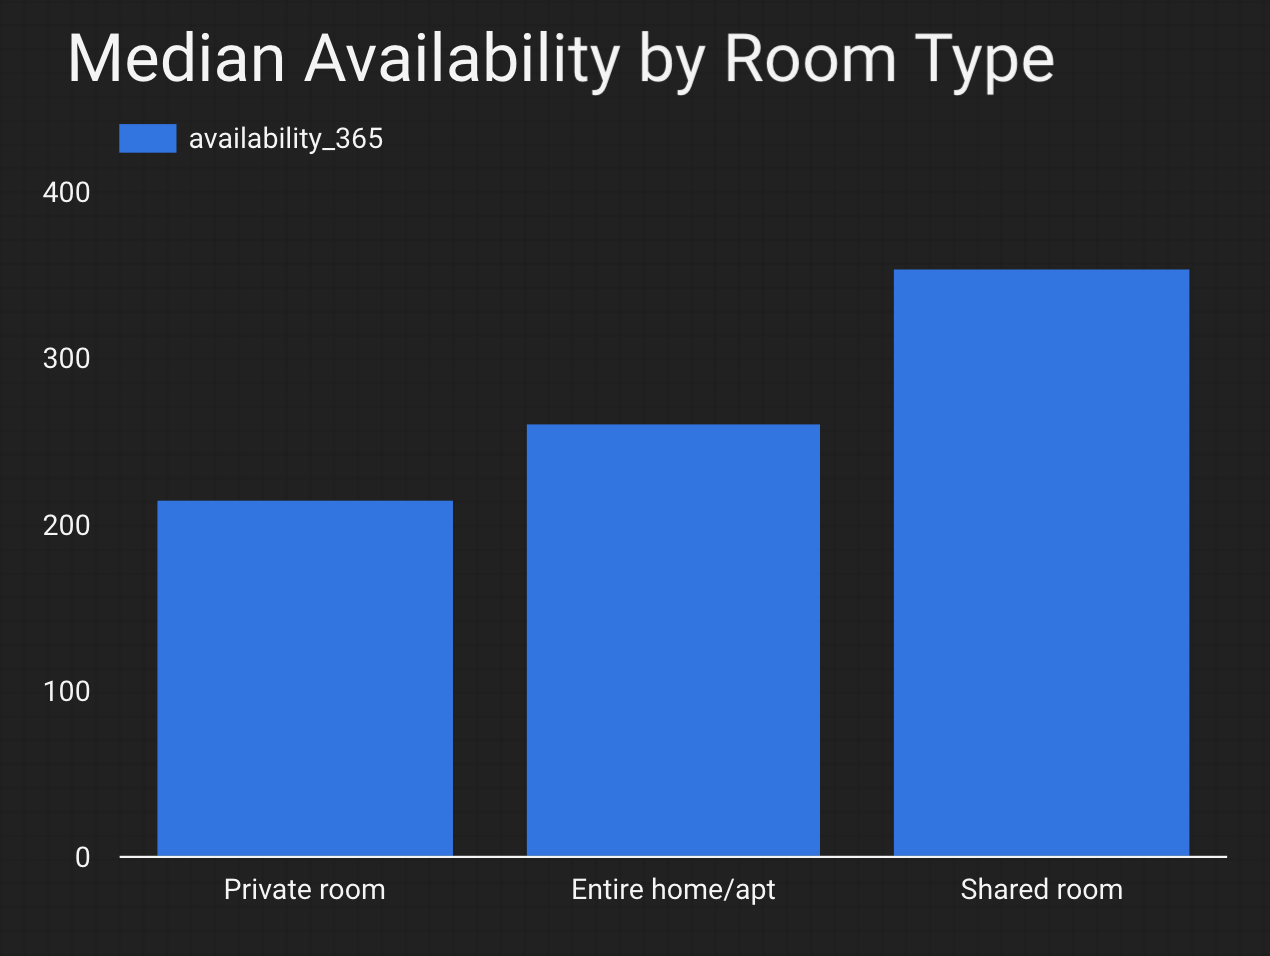 Median Availability by Room Type
availability_365
400
300
200
100
0
Private room
Entire home/apt
Shared room